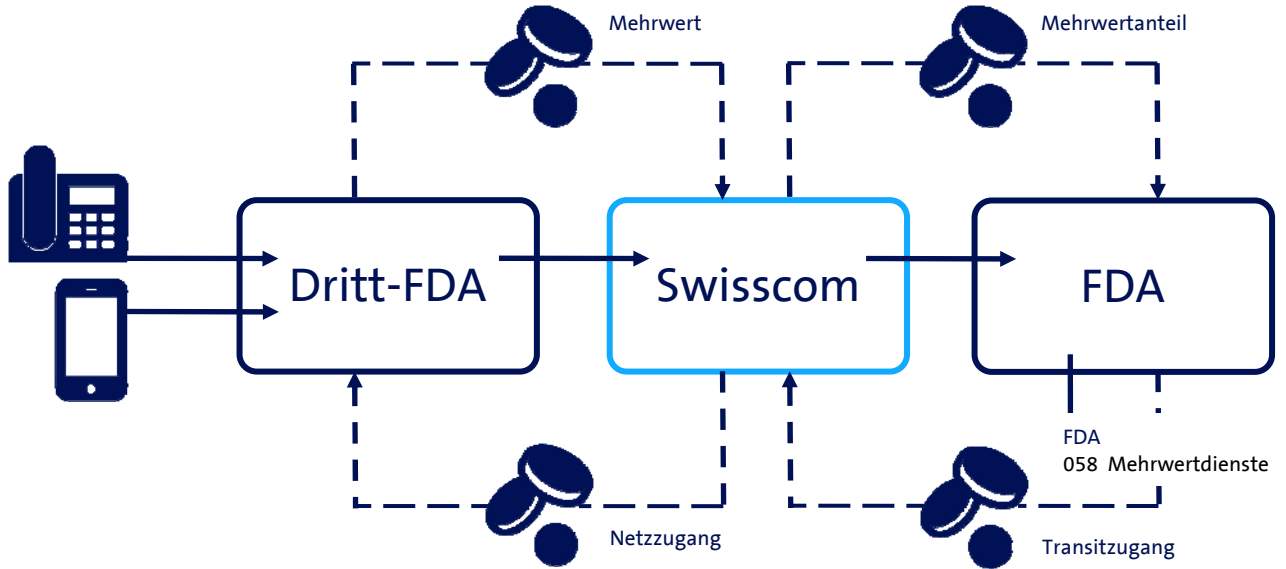 Mehrwert
Mehrwertanteil
Dritt-FDA
Swisscom
FDA
FDA
058 Mehrwertdienste
Netzzugang
Transitzugang